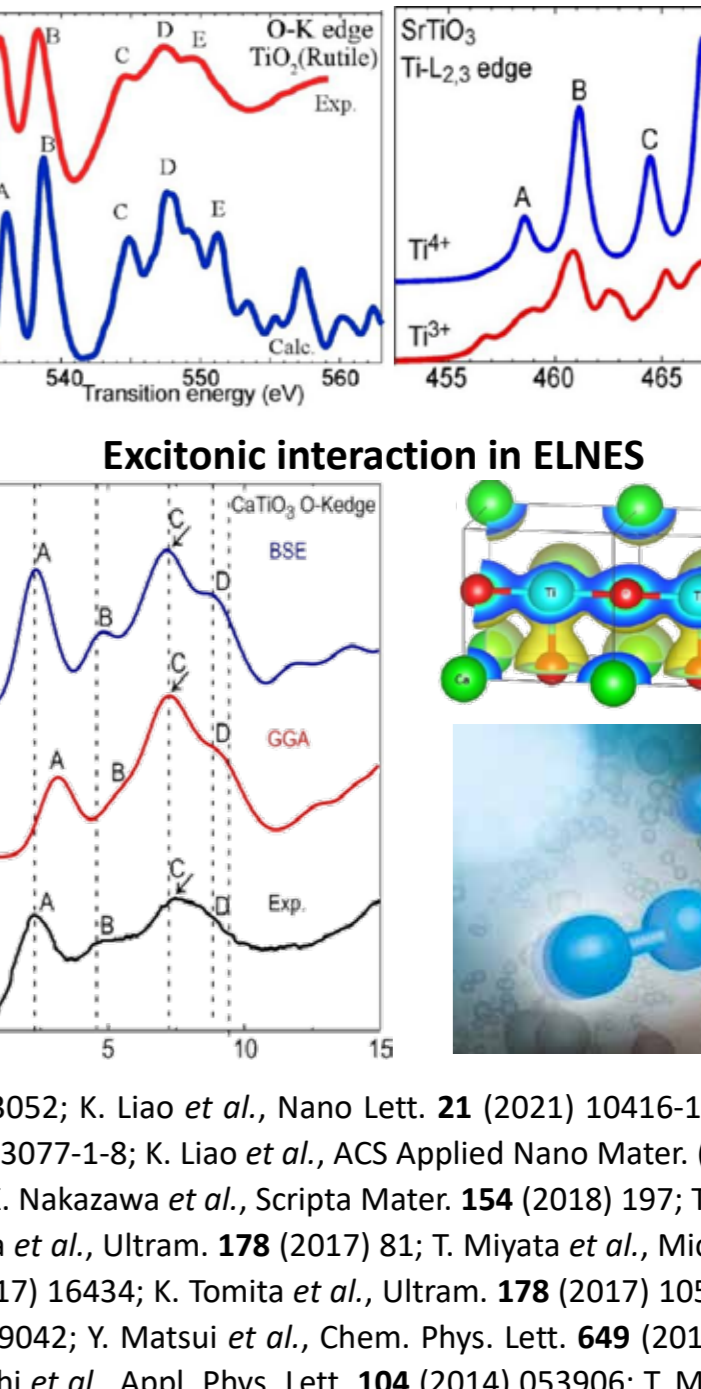 O-K edge
TiO2(Rutile)
Exp.
B
C
D
E
A
B
C
D
E
Calc.
540
550
560
Transition energy (eV)
SrTiO3
Ti-L2,3 edge
A
B
C
Ti4+
Ti3+
455
460
465
Excitonic interaction in ELNES
CaTiO3 O-Kedge
BSE
A
B
C
D
GGA
A
B
C
D
Exp.
A
B
C
D
5
10
15
Ti
O
T
Ca
3052; K. Liao et al., Nano Lett. 21 (2021) 10416-1
3077-1-8; K. Liao et al., ACS Applied Nano Mater. (
. Nakazawa et al., Scripta Mater. 154 (2018) 197; T
a et al., Ultram. 178 (2017) 81; T. Miyata et al., Mic
17) 16434; K. Tomita et al., Ultram. 178 (2017) 105
9042; Y. Matsui et al., Chem. Phys. Lett. 649 (201
hi et al., Appl. Phys. Lett. 104 (2014) 053906; T. M